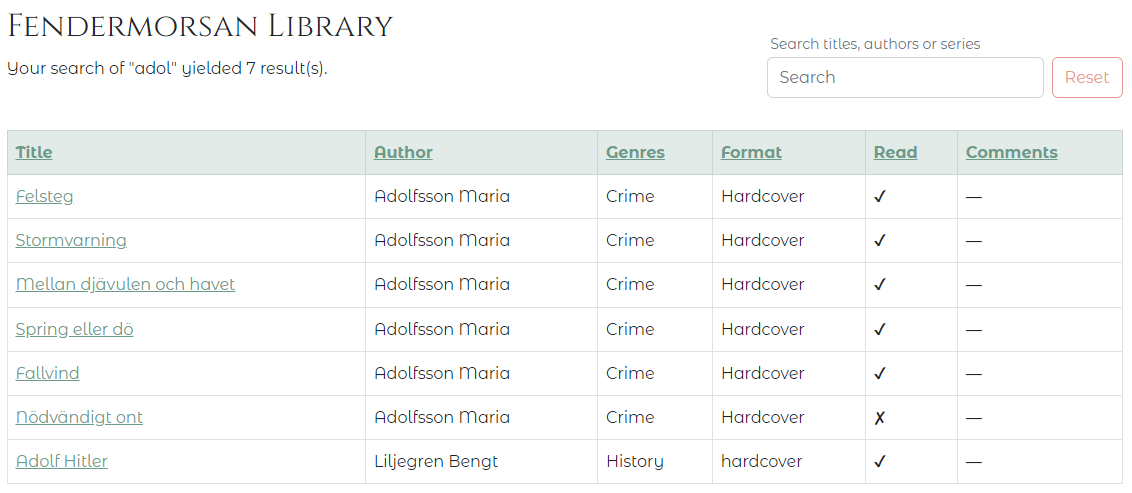 Fendermorsan Library
Search titles, authors or series
Your search of "adol" yielded 7 result(s).
Search
Reset
Title Author Genres Format Read Comments
Felsteg Adolfsson Maria Crime Hardcover ✓ —
Stormvarning Adolfsson Maria Crime Hardcover ✓ —
Mellan djävulen och havet Adolfsson Maria Crime Hardcover ✓ —
Spring eller dö Adolfsson Maria Crime Hardcover ✓ —
Fallvind Adolfsson Maria Crime Hardcover ✓ —
Nödvändigt ont Adolfsson Maria Crime Hardcover ✗ —
Adolf Hitler Liljegren Bengt History hardcover ✓ —